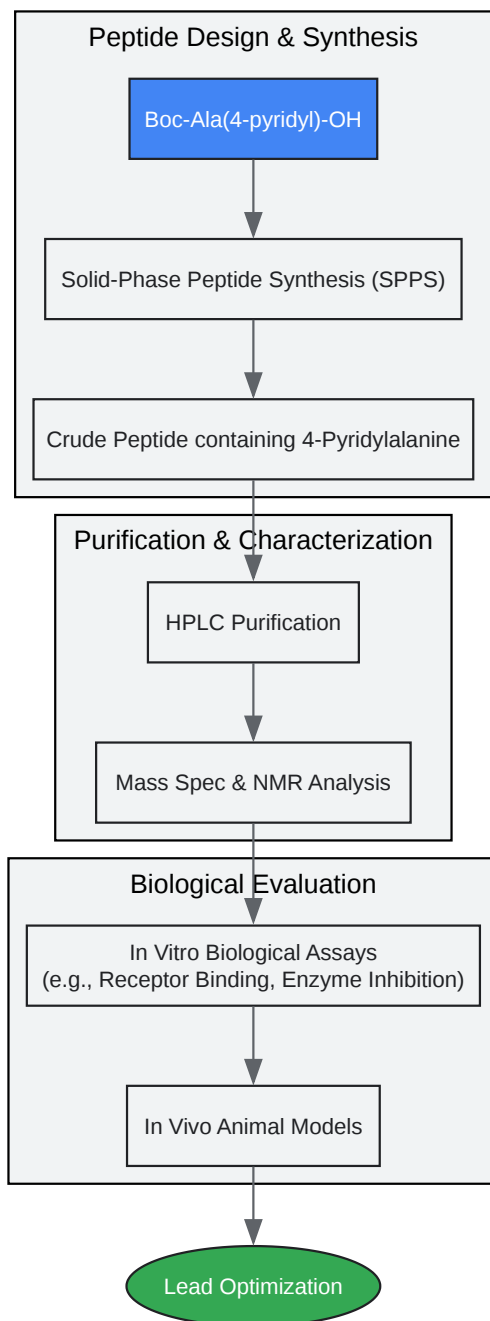 Peptide Design & Synthesis
Boc-Ala(4-pyridyl)-OH
Solid-Phase Peptide Synthesis (SPPS)
Crude Peptide containing 4-Pyridylalanine
Purification & Characterization
HPLC Purification
Mass Spec & NMR Analysis
Biological Evaluation
In Vitro Biological Assays
(e.g., Receptor Binding, Enzyme Inhibition)
In Vivo Animal Models
Lead Optimization